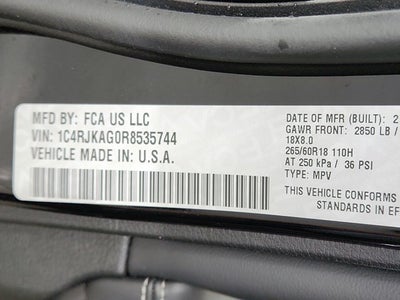 MFD BY: FCA US LLC
VIN: 1C4RJKAG0R8535744
VEHICLE MADE IN: U.S.A.
DATE OF MFR (BUILT): 2
GAWR FRONT: 2850 LB /
18X8.0
265/60R18 110H
AT 250 kPa / 36 PSI
TYPE: MPV
THIS VEHICLE CONFORMS
STANDARDS IN EF